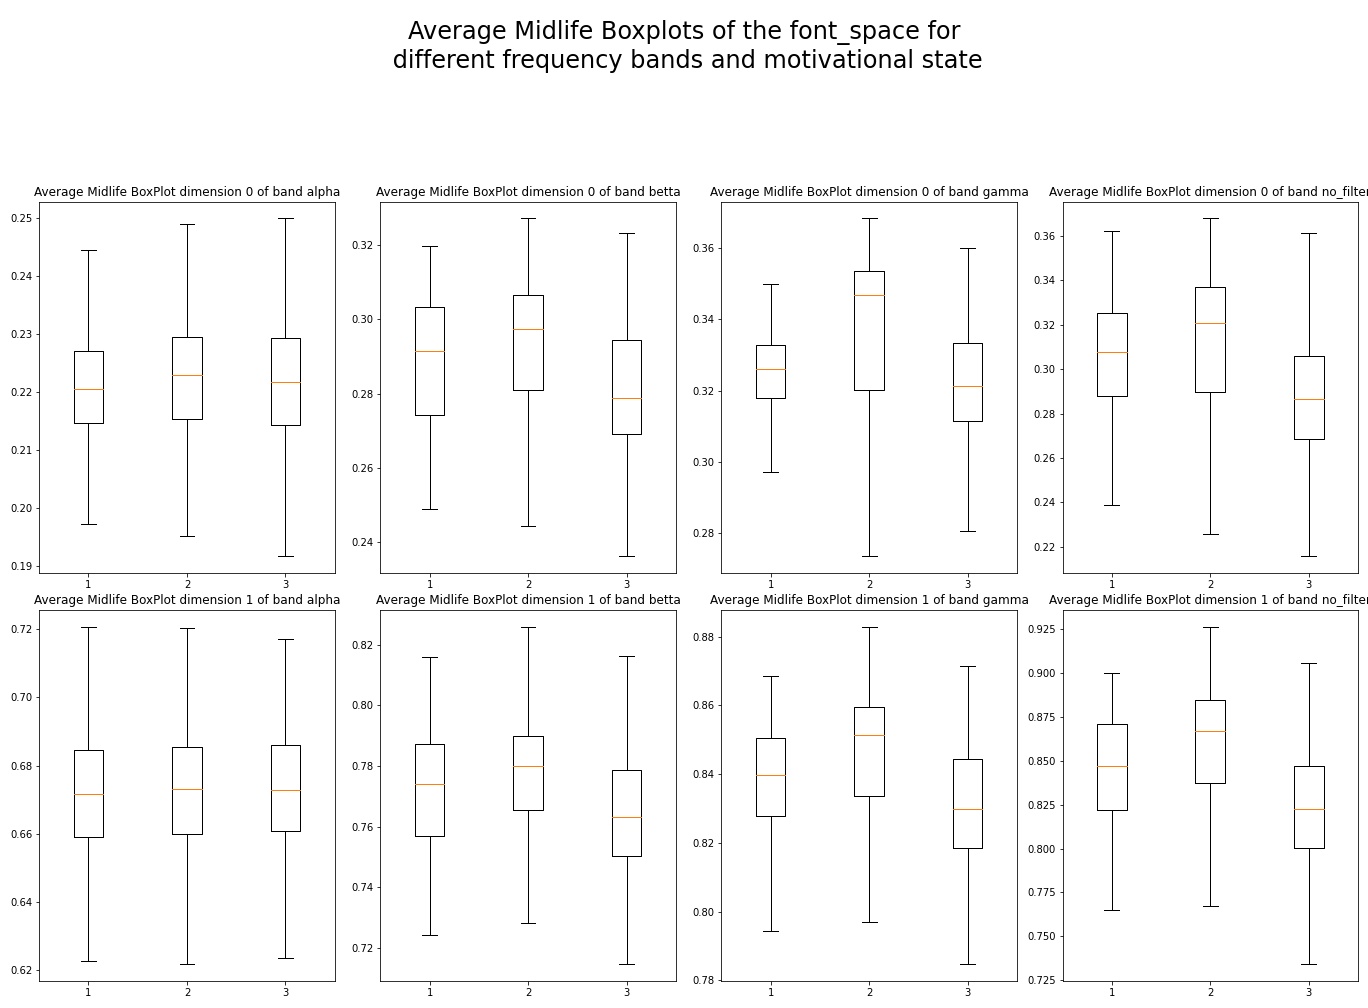 Average Midlife Boxplots of the font_space for
different frequency bands and motivational state
Average Midlife BoxPlot dimension 0 of band alpha
0.25
0.24
0.23
0.22
0.21
0.20
0.19
1 2 3
Average Midlife BoxPlot dimension 0 of band betta
0.32
0.30
0.28
0.26
0.24
1 2 3
Average Midlife BoxPlot dimension 0 of band gamma
0.36
0.34
0.32
0.30
0.28
1 2 3
Average Midlife BoxPlot dimension 0 of band no_filter
0.36
0.34
0.32
0.30
0.28
0.26
0.24
0.22
1 2 3
Average Midlife BoxPlot dimension 1 of band alpha
0.72
0.70
0.68
0.66
0.64
0.62
1 2 3
Average Midlife BoxPlot dimension 1 of band betta
0.82
0.80
0.78
0.76
0.74
0.72
1 2 3
Average Midlife BoxPlot dimension 1 of band gamma
0.88
0.86
0.84
0.82
0.80
0.78
1 2 3
Average Midlife BoxPlot dimension 1 of band no_filter
0.925
0.900
0.875
0.850
0.825
0.800
0.775
0.750
0.725
1 2 3